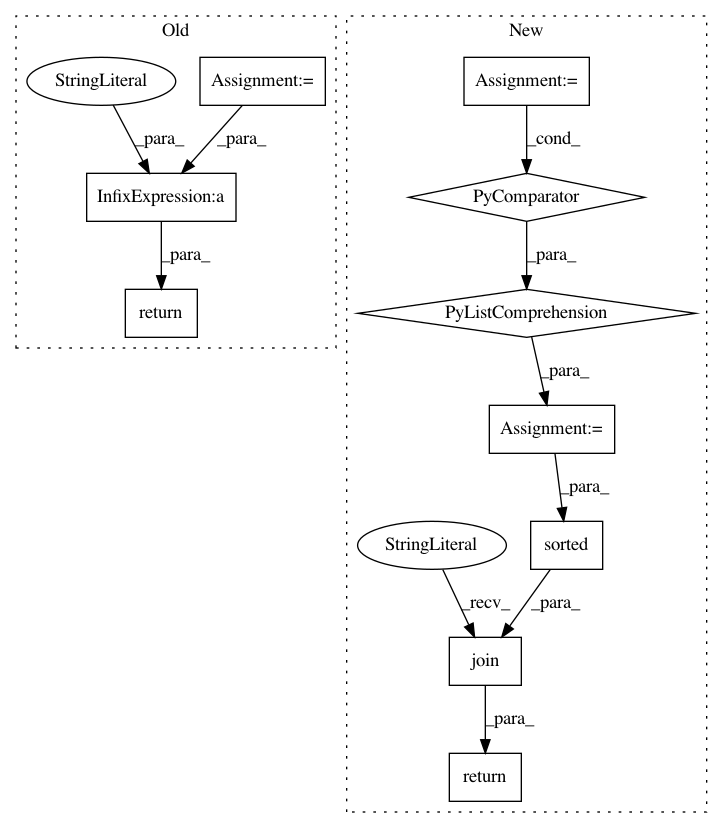 Old
New
StringLiteral
Assignment:=
Assignment:=
_para_
_para_
_cond_
InfixExpression:a
PyComparator
_para_
_para_
return
PyListComprehension
_para_
Assignment:=
_para_
StringLiteral
sorted
_recv_
_para_
join
_para_
return